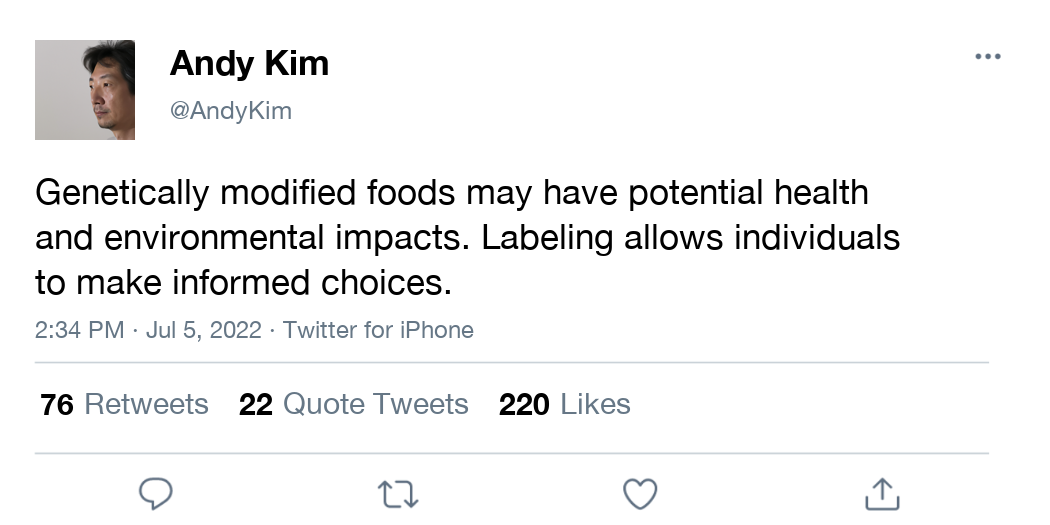 Andy Kim
@AndyKim
Genetically modified foods may have potential health
and environmental impacts. Labeling allows individuals
to make informed choices.
2:34 PM · Jul 5, 2022 · Twitter for iPhone
76 Retweets 22 Quote Tweets 220 Likes